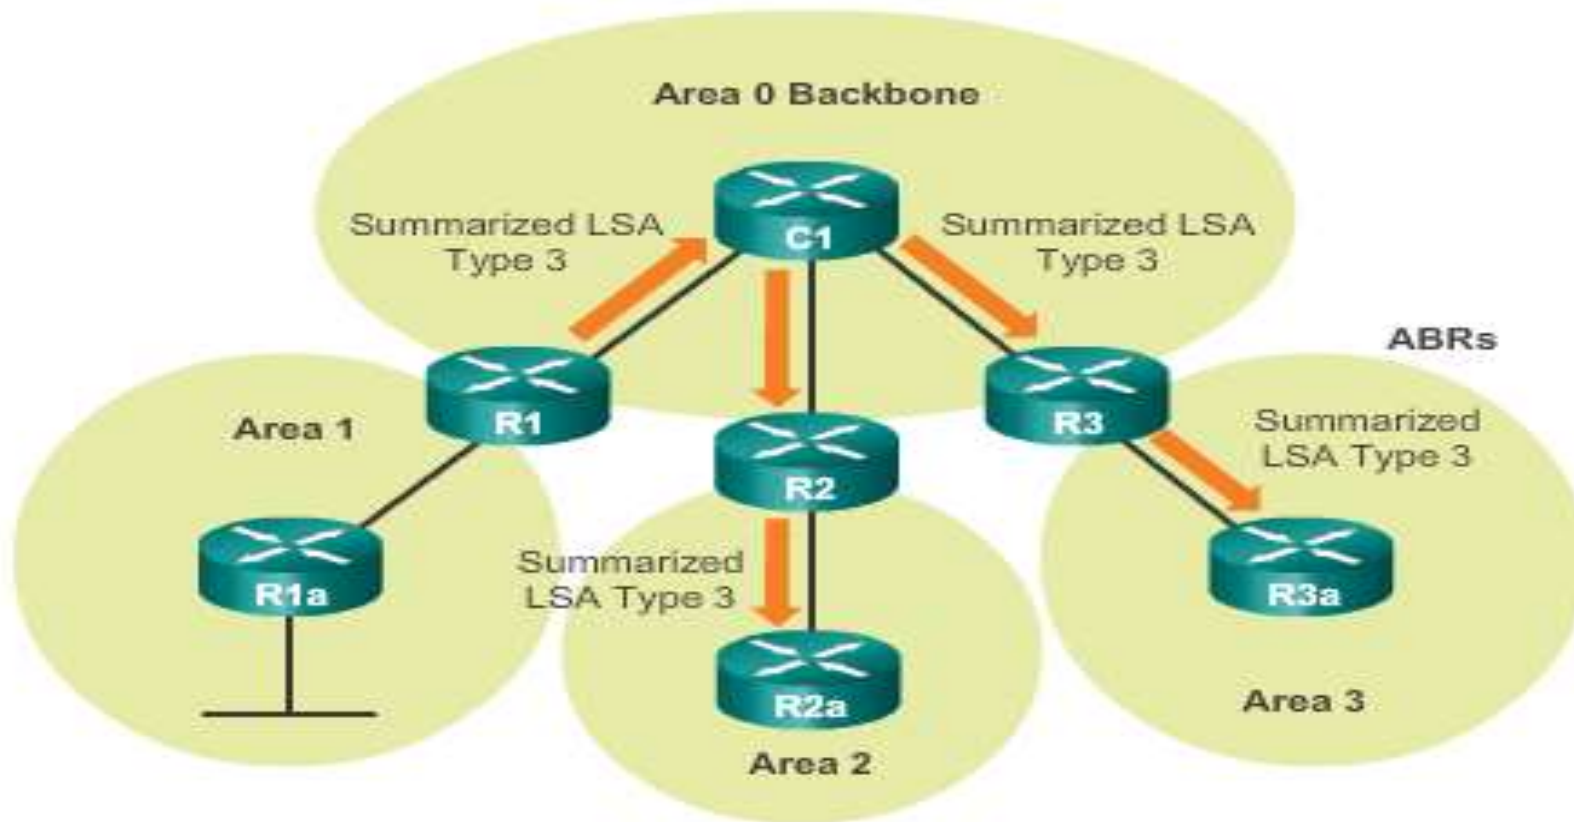 Area 0 Backbone
Summarized LSA
Type 3
C1
Summarized LSA
Type 3
ABRs
R1
R3
Area 1
Summarized
LSA Type 3
R2
Summarized
LSA Type 3
R1a
R3a
R2a
Area 3
Area 2